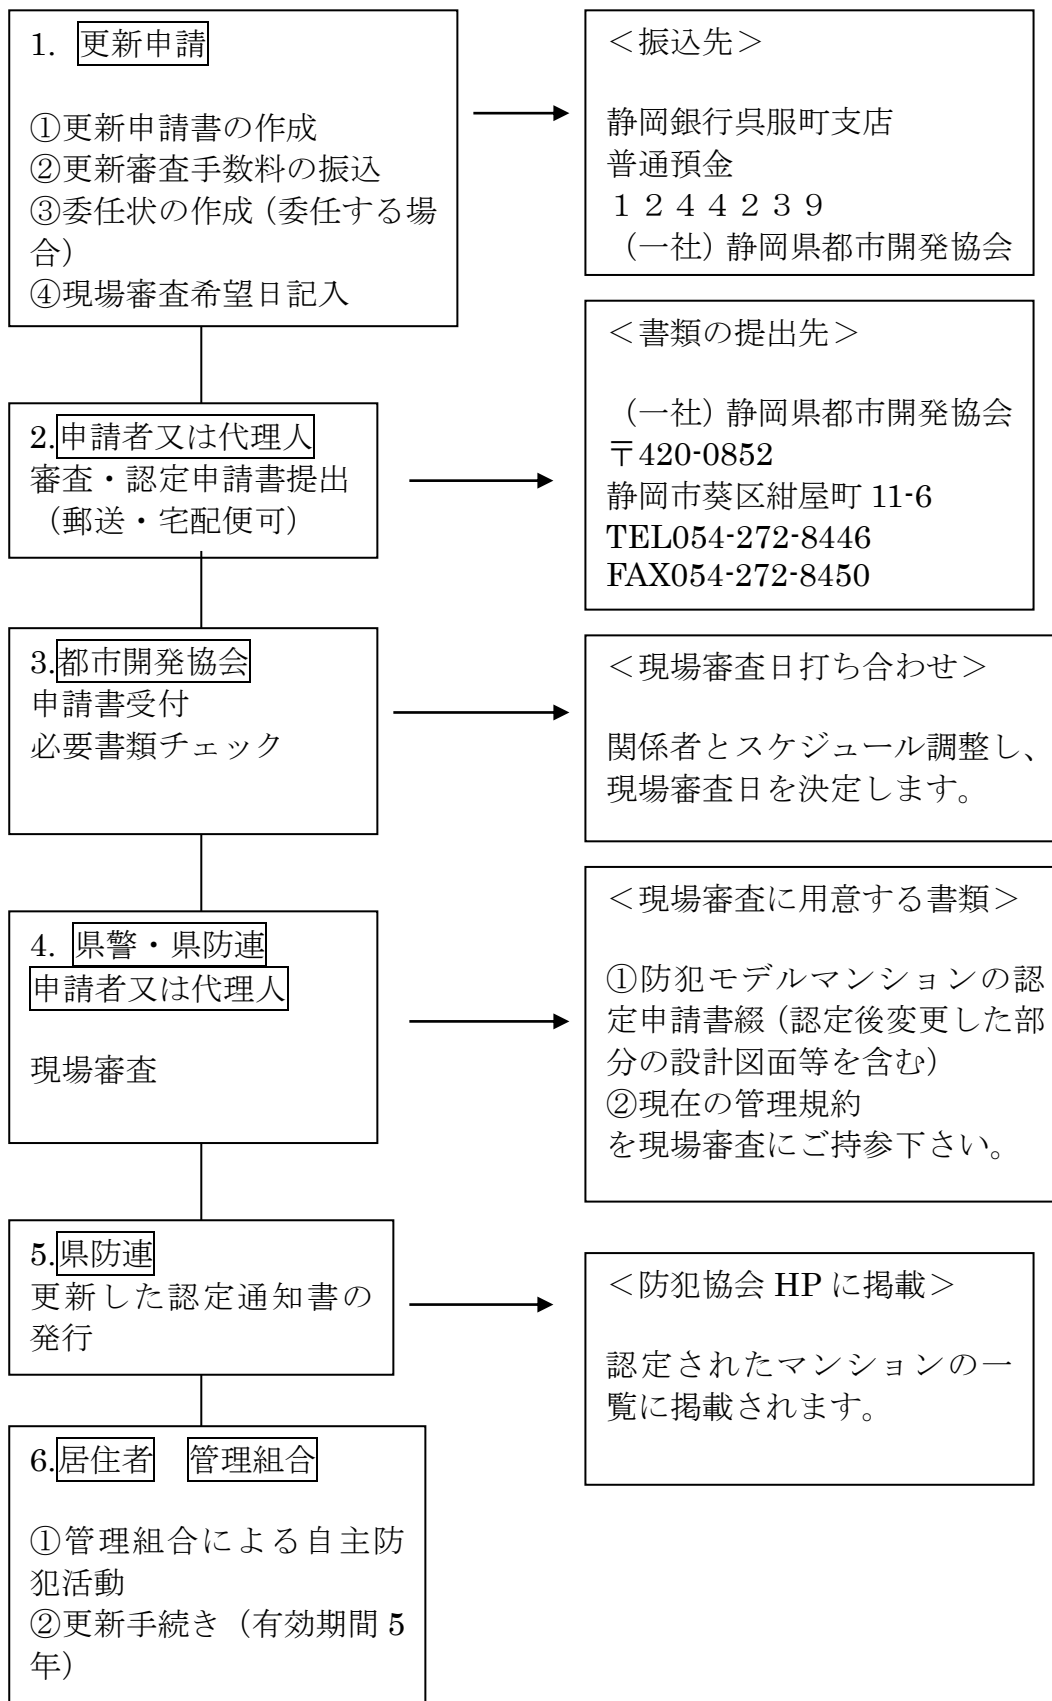 1. 更新申請
①更新申請書の作成
②更新審査手数料の振込
③委任状の作成（委任する場
合）
④現場審査希望日記入
＜振込先＞
静岡銀行呉服町支店
普通預金
１２４４２３９
（一社）静岡県都市開発協会
2.申請者又は代理人
審査・認定申請書提出
（郵送・宅配便可）
＜書類の提出先＞
（一社）静岡県都市開発協会
〒420-0852
静岡市葵区紺屋町 11-6
TEL054-272-8446
FAX054-272-8450
3.都市開発協会
申請書受付
必要書類チェック
＜現場審査日打ち合わせ＞
関係者とスケジュール調整し、
現場審査日を決定します。
4. 県警・県防連
申請者又は代理人
現場審査
＜現場審査に用意する書類＞
①防犯モデルマンションの認
定申請書綴（認定後変更した部
分の設計図面等を含む）
②現在の管理規約
を現場審査にご持参下さい。
5.県防連
更新した認定通知書の
発行
＜防犯協会 HP に掲載＞
認定されたマンションの一
覧に掲載されます。
6.居住者　管理組合
①管理組合による自主防
犯活動
②更新手続き（有効期間 5
年）